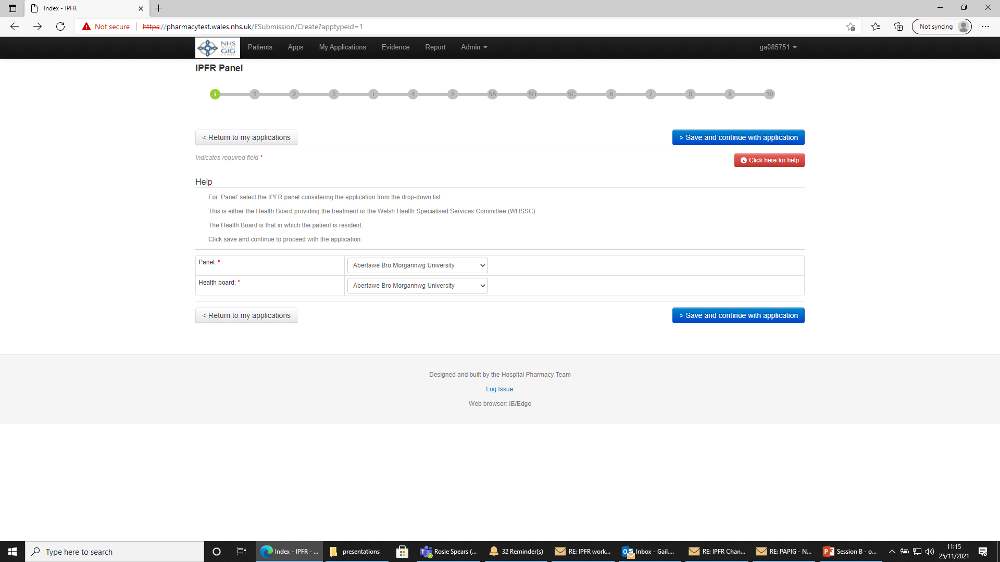 Index - IPFR
Not secure https://pharmacytest.wales.nhs.uk/ESubmission/Create?apptypeid=1 Not syncing
NHS
WALES
GIG
CYMRU
Patients Apps My Applications Evidence Report Admin ga085751
IPFR Panel
i 1 2 3 i 4 5 5A 5B 5C 6 7 8 9 10
< Return to my applications > Save and continue with application
Indicates required field * Click here for help
Help
For ‘Panel’ select the IPFR panel considering the application from the drop-down list.
This is either the Health Board providing the treatment or the Welsh Health Specialised Services Committee (WHSSC).
The Health Board is that in which the patient is resident.
Click save and continue to proceed with the application.
Panel: * Abertawe Bro Morgannwg University
Health board: * Abertawe Bro Morgannwg University
< Return to my applications > Save and continue with application
Designed and built by the Hospital Pharmacy Team
Log Issue
Web browser: IE/Edge
Type here to search Index - IPFR - ... presentations Rosie Spears (... 32 Reminder(s) RE: IPFR work... Inbox - Gail.... RE: IPFR Chan... RE: PAPIG - N... Session B - o... 11:15
25/11/2021